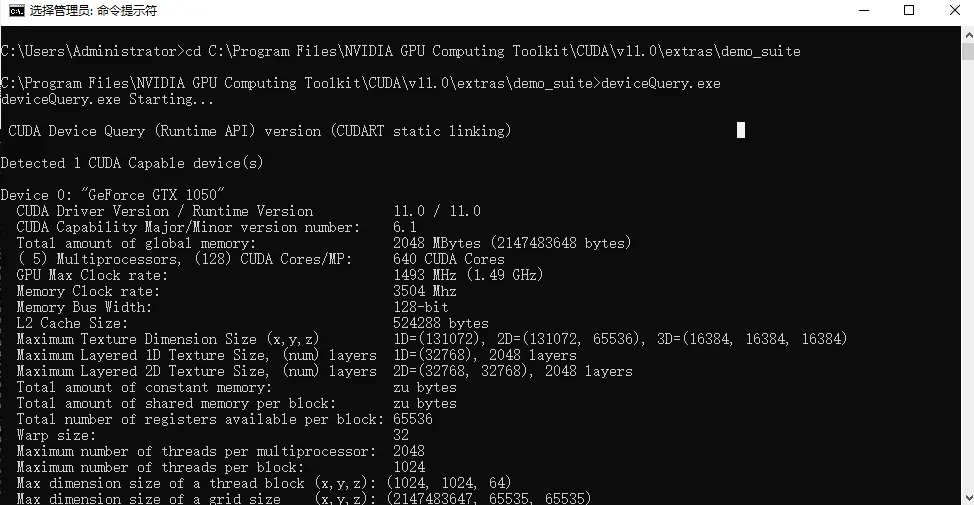 选择管理员: 命令提示符
C:\Users\Administrator>cd C:\Program Files\NVIDIA GPU Computing Toolkit\CUDA\v11.0\extras\demo_suite
C:\Program Files\NVIDIA GPU Computing Toolkit\CUDA\v11.0\extras\demo_suite>deviceQuery.exe
deviceQuery.exe Starting...
CUDA Device Query (Runtime API) version (CUDART static linking)
Detected 1 CUDA Capable device(s)
Device 0: "GeForce GTX 1050"
CUDA Driver Version / Runtime Version 11.0 / 11.0
CUDA Capability Major/Minor version number: 6.1
Total amount of global memory: 2048 MBytes (2147483648 bytes)
( 5) Multiprocessors, (128) CUDA Cores/MP: 640 CUDA Cores
GPU Max Clock rate: 1493 MHz (1.49 GHz)
Memory Clock rate: 3504 Mhz
Memory Bus Width: 128-bit
L2 Cache Size: 524288 bytes
Maximum Texture Dimension Size (x,y,z) 1D=(131072), 2D=(131072, 65536), 3D=(16384, 16384, 16384)
Maximum Layered 1D Texture Size, (num) layers 1D=(32768), 2048 layers
Maximum Layered 2D Texture Size, (num) layers 2D=(32768, 32768), 2048 layers
Total amount of constant memory: zu bytes
Total amount of shared memory per block: zu bytes
Total number of registers available per block: 65536
Warp size: 32
Maximum number of threads per multiprocessor: 2048
Maximum number of threads per block: 1024
Max dimension size of a thread block (x,y,z): (1024, 1024, 64)
Max dimension size of a grid size (x,y,z): (2147483647, 65535, 65535)